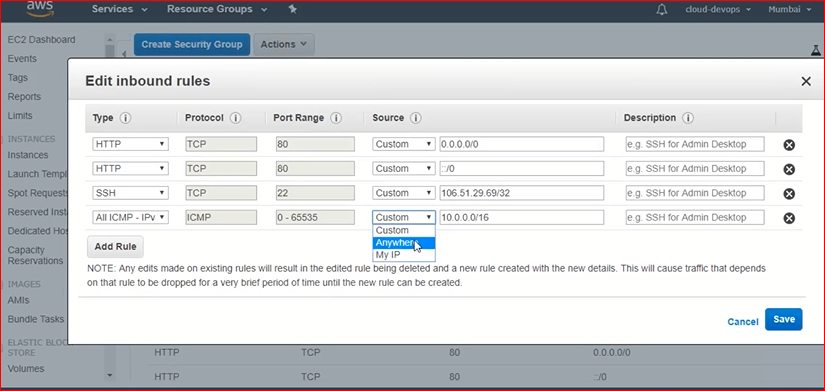 aws
Services
Resource Groups
cloud-devops
Mumbai
EC2 Dashboard
Events
Tags
Reports
Limits
INSTANCES
Instances
Launch Templ
Spot Requests
Reserved Inst
Dedicated Hos
Capacity
Reservations
IMAGES
AMIs
Bundle Tasks
ELASTIC BLOC
STORE
Volumes
Create Security Group
Actions
Edit inbound rules
Type Protocol Port Range Source Description
HTTP TCP 80 Custom 0.0.0.0/0 e.g. SSH for Admin Desktop
HTTP TCP 80 Custom ::/0 e.g. SSH for Admin Desktop
SSH TCP 22 Custom 106.51.29.69/32 e.g. SSH for Admin Desktop
All ICMP - IPv ICMP 0 - 65535 Custom 10.0.0.0/16 e.g. SSH for Admin Desktop
Custom
Anywhere
My IP
Add Rule
NOTE: Any edits made on existing rules will result in the edited rule being deleted and a new rule created with the new details. This will cause traffic that depends
on that rule to be dropped for a very brief period of time until the new rule can be created.
Cancel
Save
HTTP TCP 80 0.0.0.0/0
HTTP TCP 80 ::/0